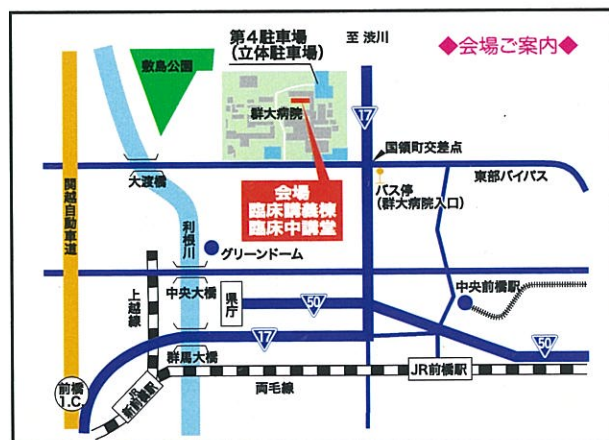 ◆会場ご案内◆
第4駐車場
(立体駐車場)
至 渋川
敷島公園
群大病院
17
国領町交差点
大渡橋
バス停
(群大病院入口)
東部バイパス
会場
臨床講義棟
臨床中講堂
関越自動車道
利根川
グリーンドーム
上越線
中央大橋
県庁
50
中央前橋駅
17
群馬大橋
50
前橋
I.C.
JR
新前橋駅
両毛線
JR前橋駅